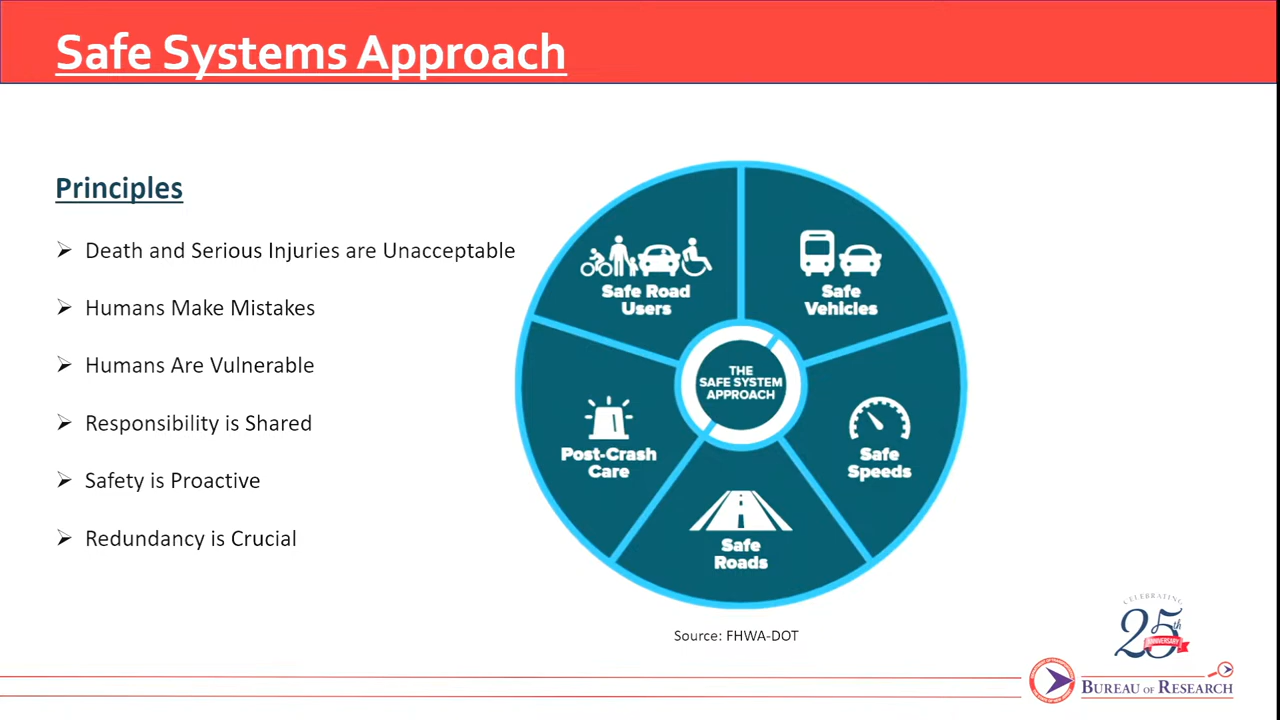 Safe Systems Approach
Principles
➢ Death and Serious Injuries are Unacceptable
➢ Humans Make Mistakes
➢ Humans Are Vulnerable
➢ Responsibility is Shared
➢ Safety is Proactive
➢ Redundancy is Crucial
Safe Road
Users
Safe
Vehicles
THE
SAFE SYSTEM
APPROACH
Post-Crash
Care
Safe
Speeds
Safe
Roads
Source: FHWA-DOT
CELEBRATING
25th
ANNIVERSARY
BUREAU OF RESEARCH